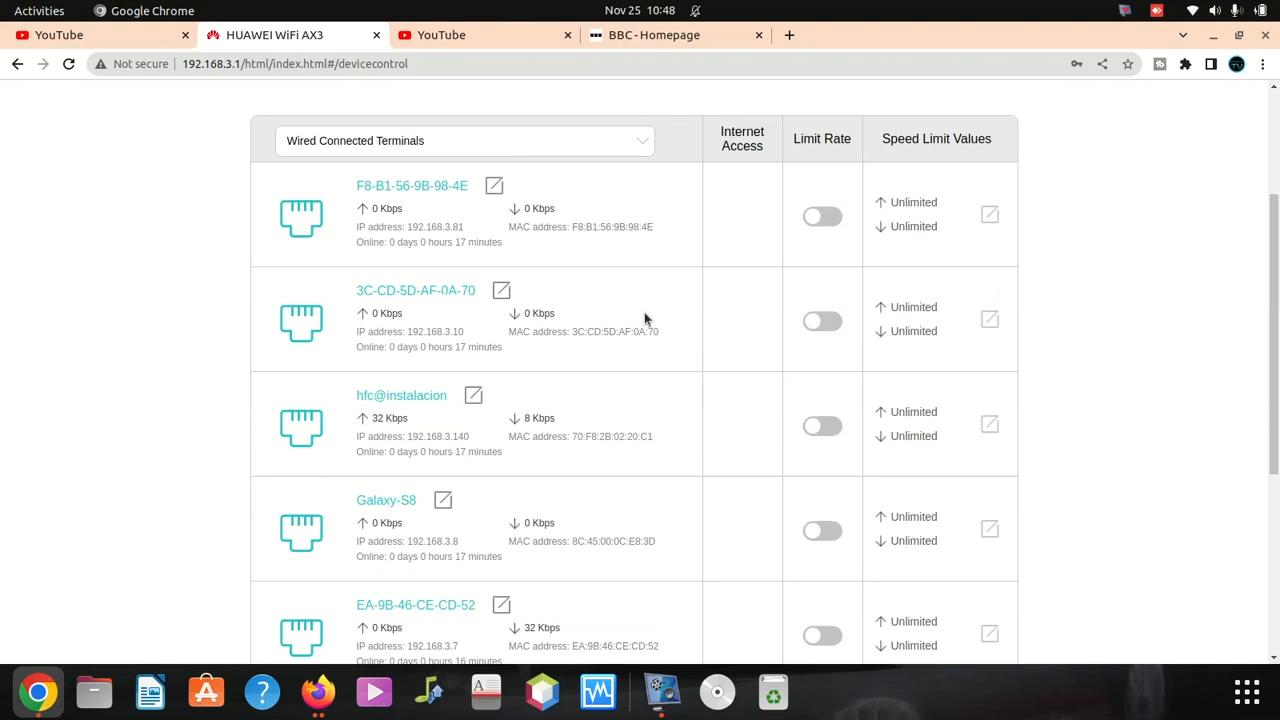 Activities Google Chrome Nov 25 10:48
YouTube HUAWEI WiFi AX3 YouTube BBC - Homepage
Not secure 192.168.3.1/html/index.html#/devicecontrol
Wired Connected Terminals Internet Access Limit Rate Speed Limit Values
F8-B1-56-9B-98-4E
0 Kbps 0 Kbps
IP address: 192.168.3.81 MAC address: F8:B1:56:9B:98:4E
Online: 0 days 0 hours 17 minutes
Unlimited
Unlimited
3C-CD-5D-AF-0A-70
0 Kbps 0 Kbps
IP address: 192.168.3.10 MAC address: 3C:CD:5D:AF:0A:70
Online: 0 days 0 hours 17 minutes
Unlimited
Unlimited
hfc@instalacion
32 Kbps 8 Kbps
IP address: 192.168.3.140 MAC address: 70:F8:2B:02:20:C1
Online: 0 days 0 hours 17 minutes
Unlimited
Unlimited
Galaxy-S8
0 Kbps 0 Kbps
IP address: 192.168.3.8 MAC address: 8C:45:00:0C:E8:3D
Online: 0 days 0 hours 17 minutes
Unlimited
Unlimited
EA-9B-46-CE-CD-52
0 Kbps 32 Kbps
IP address: 192.168.3.7 MAC address: EA:9B:46:CE:CD:52
Online: 0 days 0 hours 16 minutes
Unlimited
Unlimited